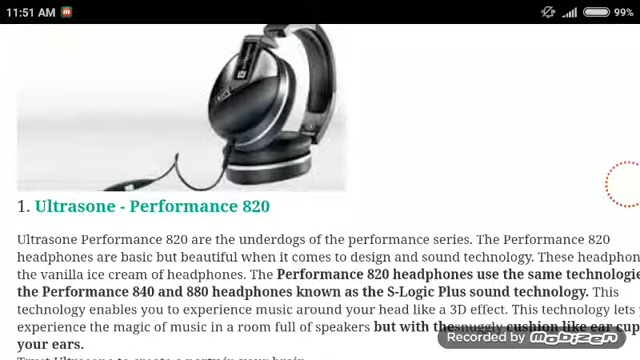 11:51 AM
99%
1. Ultrasone - Performance 820
Ultrasone Performance 820 are the underdogs of the performance series. The Performance 820
headphones are basic but beautiful when it comes to design and sound technology. These headphon
the vanilla ice cream of headphones. The Performance 820 headphones use the same technologie
the Performance 840 and 880 headphones known as the S-Logic Plus sound technology. This
technology enables you to experience music around your head like a 3D effect. This technology lets
experience the magic of music in a room full of speakers but with the snuggly cushion like ear cup
your ears.
Recorded by mobizen